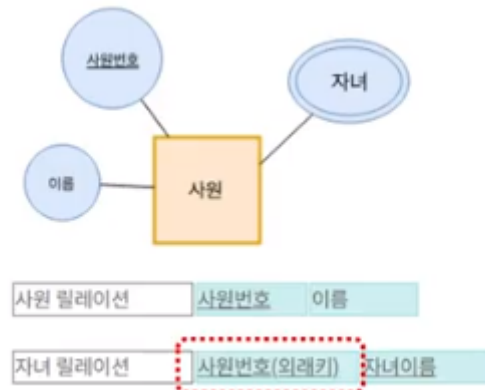 사원번호
자녀
이름
사원
사원 릴레이션 사원번호 이름
자녀 릴레이션 사원번호(외래키) 자녀이름